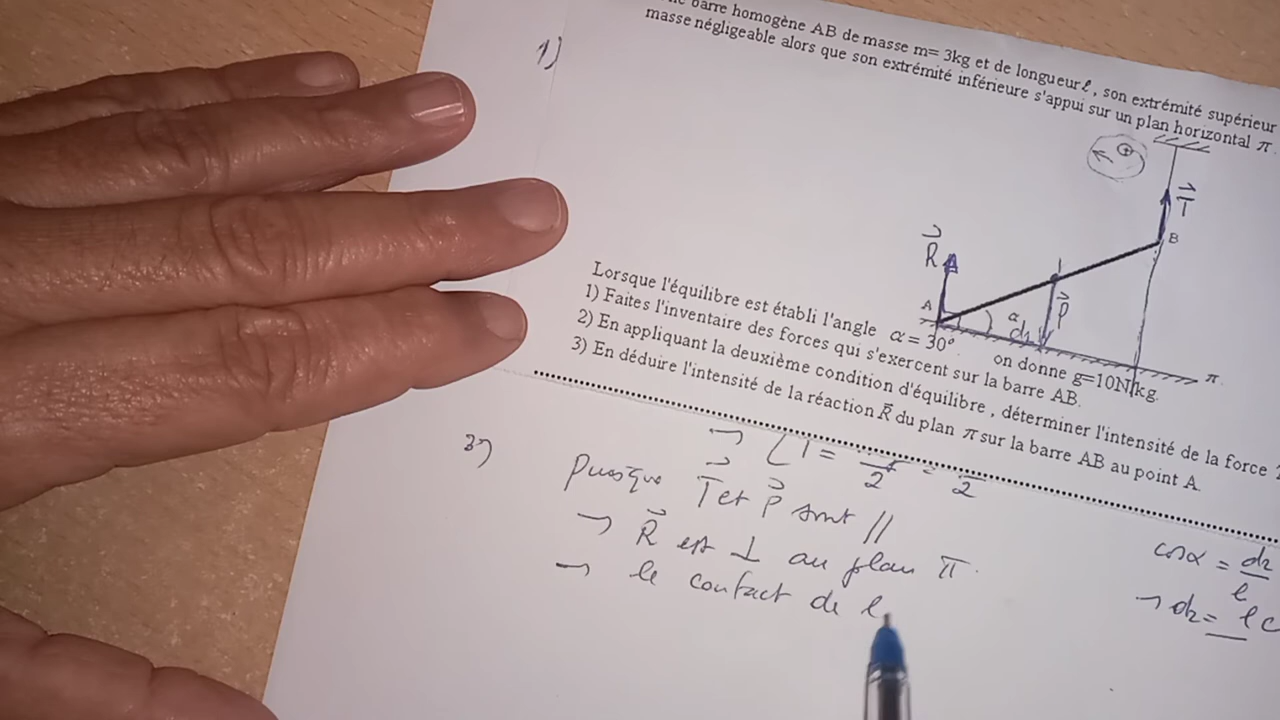 barre homogène AB de masse m= 3kg et de longueur ℓ, son extrémité supérieur
masse négligeable alors que son extrémité inférieure s'appui sur un plan horizontal π.
1)
⊕
T
B
R
A
α
P
d1
π
Lorsque l'équilibre est établi l'angle α = 30° on donne g=10N/kg.
1) Faites l'inventaire des forces qui s'exercent sur la barre AB.
2) En appliquant la deuxième condition d'équilibre , déterminer l'intensité de la force
3) En déduire l'intensité de la réaction R⃗ du plan π sur la barre AB au point A.
2 = 2
3°)
Puisque T⃗ et P⃗ sont //
→ R⃗ est ⊥ au plan π.
→ le contact de l
cosα = d2/ℓ
→ d2 = ℓ c